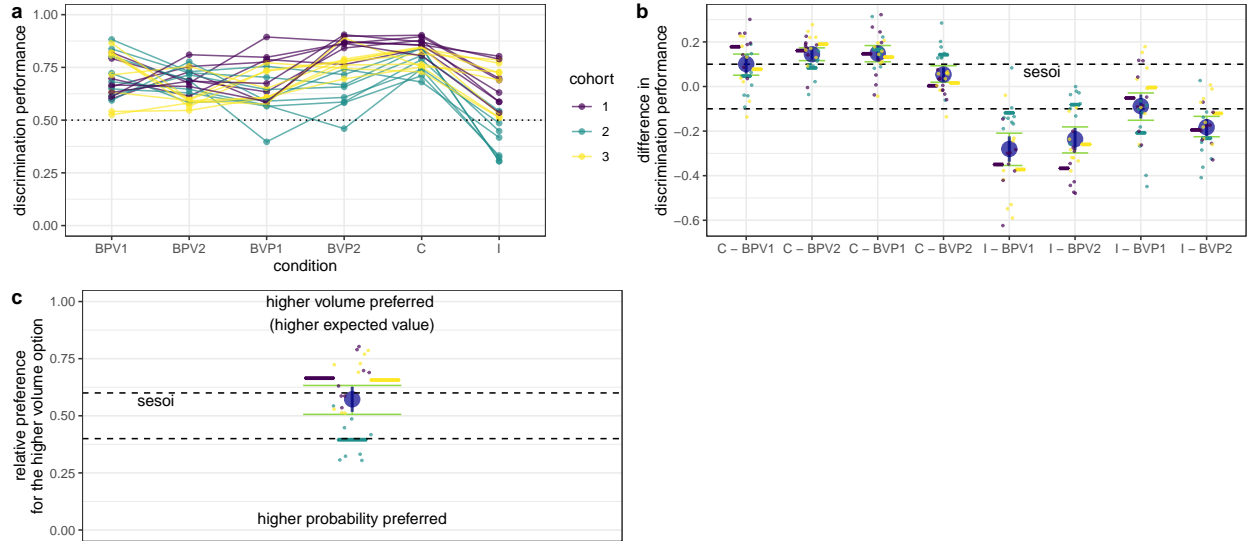 a
discrimination performance
1.00
0.75
0.50
0.25
0.00
BPV1 BPV2 BVP1 BVP2 C I
condition
cohort
1
2
3
b
difference in
discrimination performance
0.2
0.0
−0.2
−0.4
−0.6
sesoi
C − BPV1 C − BPV2 C − BVP1 C − BVP2 I − BPV1 I − BPV2 I − BVP1 I − BVP2
c
relative preference
for the higher volume option
1.00
0.75
0.50
0.25
0.00
higher volume preferred
(higher expected value)
sesoi
higher probability preferred